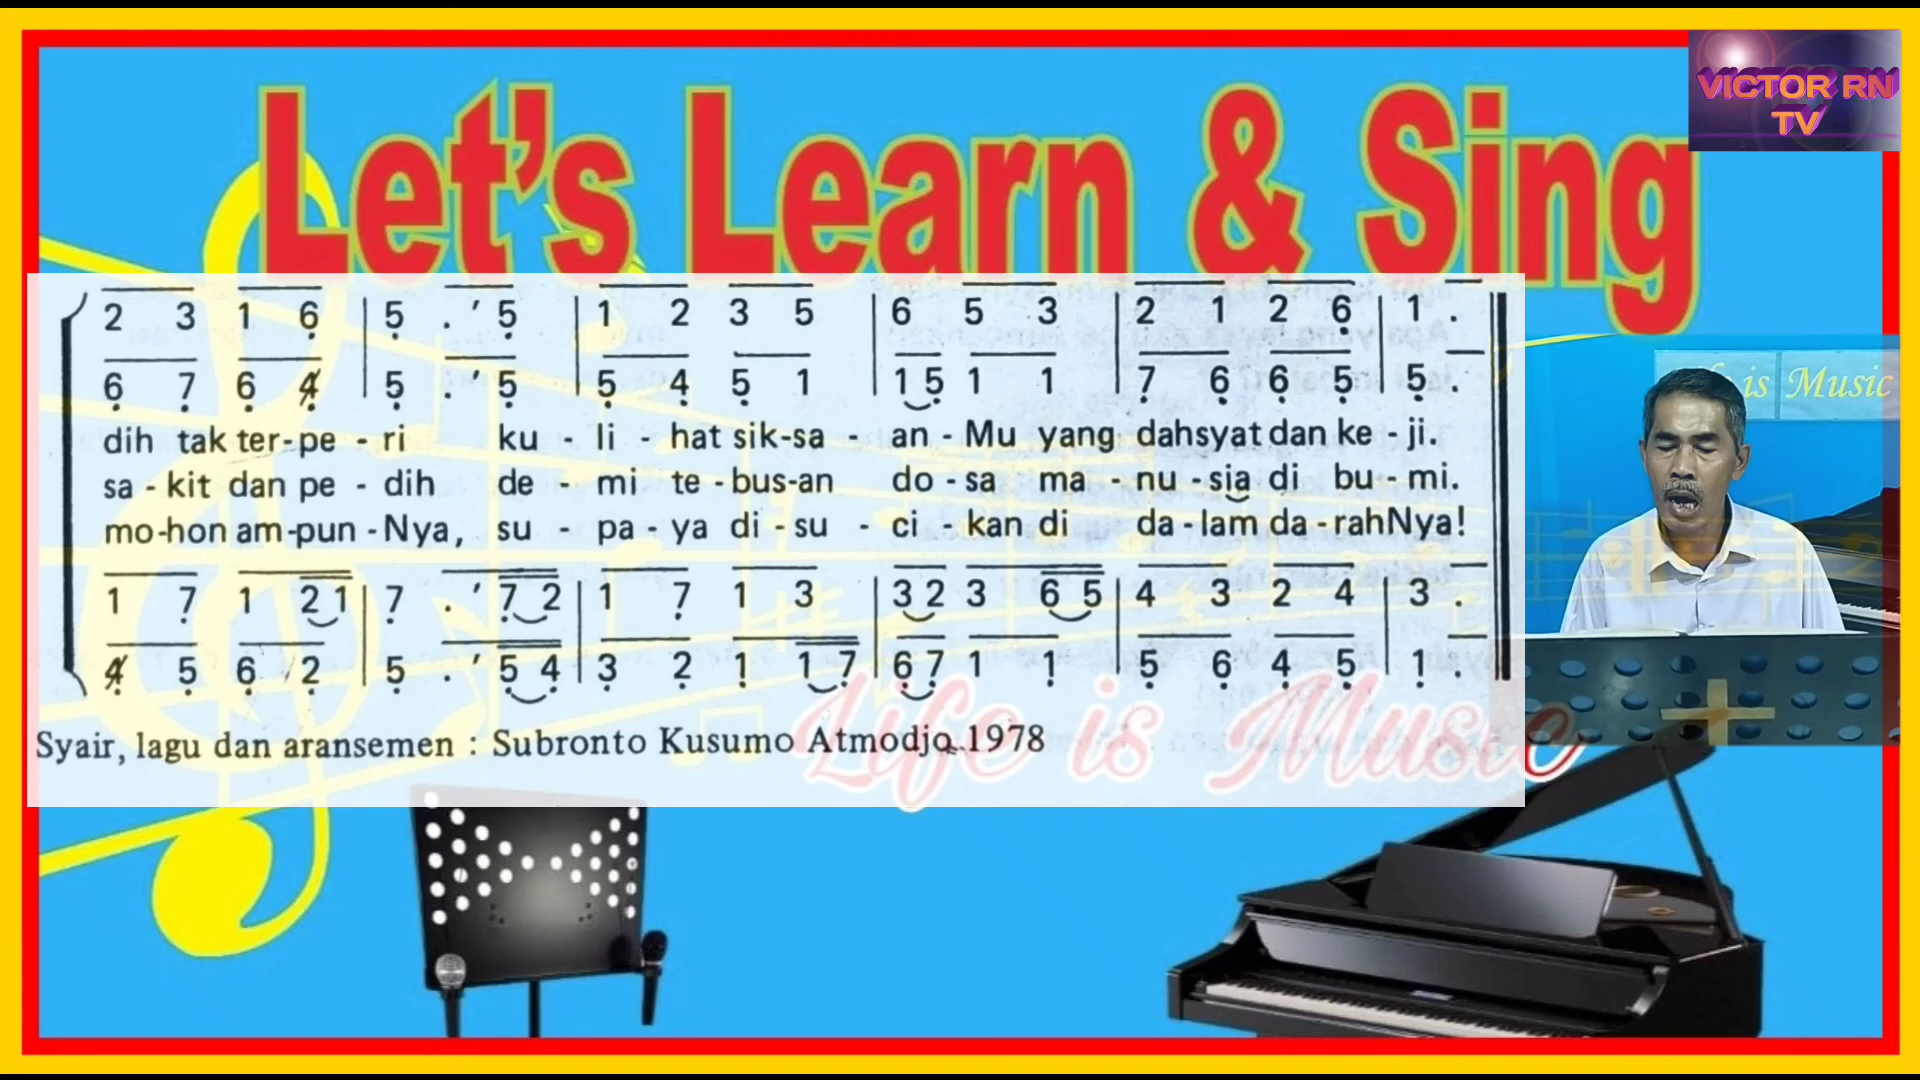 Let's Learn & Sing
VICTOR RN
TV
2 3 1 6̣ | 5̣ . ' 5̣ | 1 2 3 5 | 6 5 3 | 2 1 2 6̣ | 1 .
6̣ 7̣ 6̣ 4̸̣ | 5̣ . ' 5̣ | 5̣ 4̣ 5̣ 1 | 1 5̣ 1 1 | 7̣ 6̣ 6̣ 5̣ | 5̣ .
is Music
dih tak ter-pe - ri ku - li - hat sik-sa - an - Mu yang dahsyat dan ke - ji.
sa - kit dan pe - dih de - mi te - bus-an do - sa ma - nu - sia di bu - mi.
mo-hon am-pun - Nya, su - pa - ya di - su - ci - kan di da - lam da - rahNya!
1 7̣ 1 2 1 | 7̣ . ' 7̣ 2 | 1 7̣ 1 3 | 3 2 3 6 5 | 4 3 2 4 | 3 .
4̸̣ 5̣ 6̣ 2̣ | 5̣ . ' 5̣ 4̣ | 3̣ 2̣ 1̣ 1̣ 7̣ | 6̣ 7̣ 1 1̣ | 5̣ 6̣ 4̣ 5̣ | 1̣ .
Syair, lagu dan aransemen : Subronto Kusumo Atmodjo 1978
Life is Music